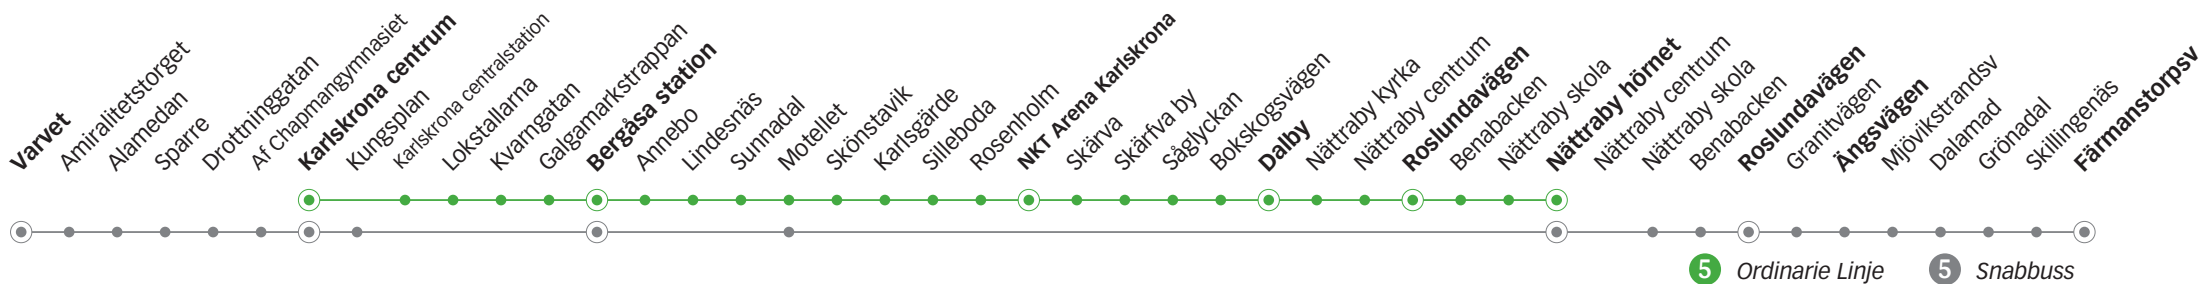 Varvet
Amiralitetstorget
Alamedan
Sparre
Drottninggatan
Af Chapmangymnasiet
Karlskrona centrum
Kungsplan
Karlskrona centralstation
Lokstallarna
Kvarngatan
Galgamarkstrappan
Bergåsa station
Annebo
Lindesnäs
Sunnadal
Motellet
Skönstavik
Karlsgärde
Silleboda
Rosenholm
NKT Arena Karlskrona
Skärva
Skärfva by
Såglyckan
Bokskogsvägen
Dalby
Nättraby kyrka
Nättraby centrum
Roslundavägen
Benabacken
Nättraby skola
Nättraby hörnet
Nättraby centrum
Nättraby skola
Benabacken
Roslundavägen
Granitvägen
Ängsvägen
Mjövikstrandsv
Dalamad
Grönadal
Skillingenäs
Färmanstorpsv
5 Ordinarie Linje
5 Snabbuss